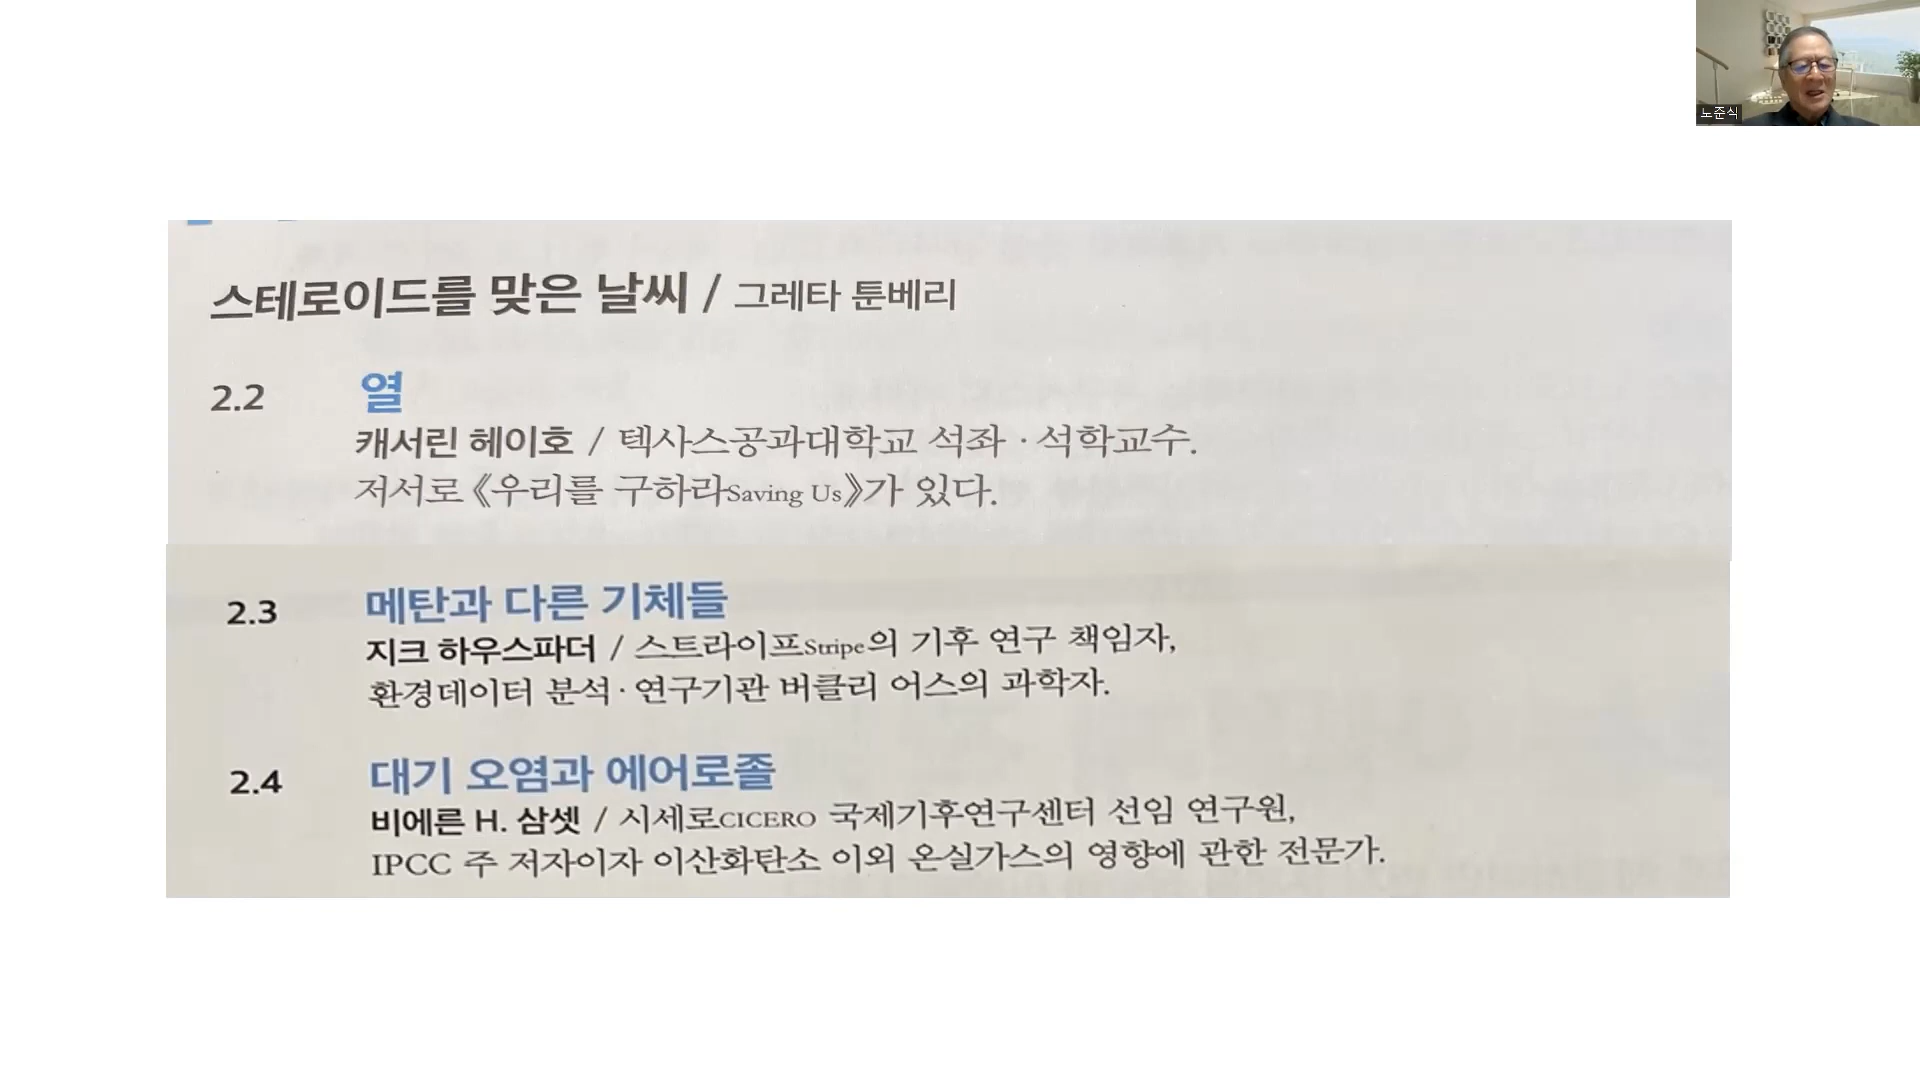 노준식
스테로이드를 맞은 날씨 / 그레타 툰베리
2.2 열
캐서린 헤이호 / 텍사스공과대학교 석좌 · 석학교수.
저서로 《우리를 구하라Saving Us》가 있다.
2.3 메탄과 다른 기체들
지크 하우스파더 / 스트라이프Stripe의 기후 연구 책임자,
환경데이터 분석 · 연구기관 버클리 어스의 과학자.
2.4 대기 오염과 에어로졸
비에른 H. 삼셋 / 시세로CICERO 국제기후연구센터 선임 연구원,
IPCC 주 저자이자 이산화탄소 이외 온실가스의 영향에 관한 전문가.